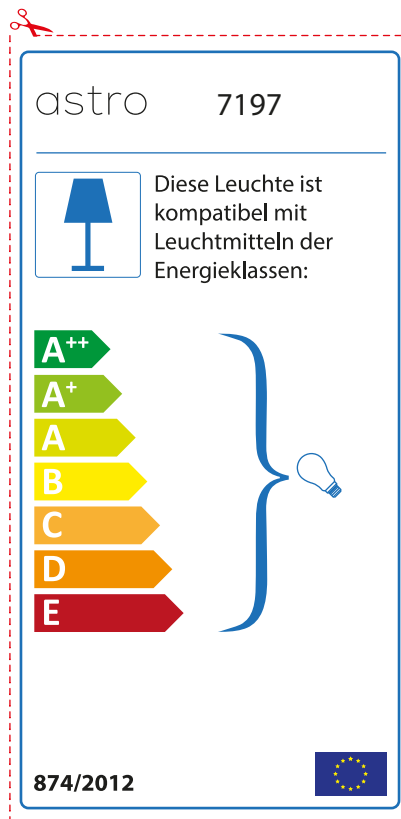 astro 7197
Diese Leuchte ist
kompatibel mit
Leuchtmitteln der
Energieklassen:
A++
A+
A
B
C
D
E
874/2012